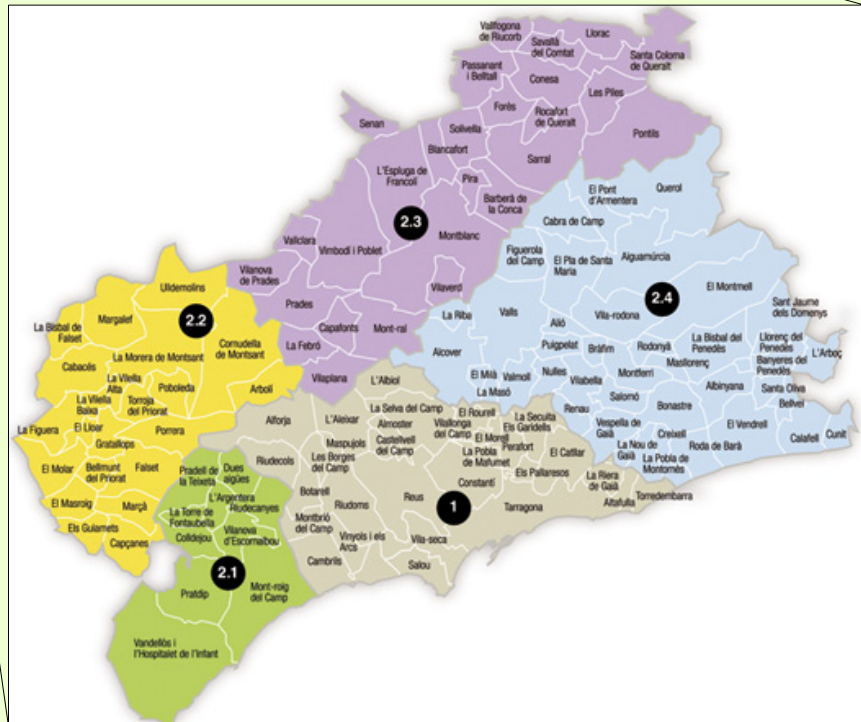 Vallfogona
de Riucorb
Savallà
del Comtat
Llorac
Santa Coloma
de Queralt
Passanant
i Belltall
Conesa
Les Piles
Forès
Rocafort
de Queralt
Senan
Solivella
Pontils
Blancafort
Sarral
L'Espluga de
Francolí
Pira
Barberà de
la Conca
2.3
Vallclara
Vimbodí i Poblet
Montblanc
Vilanova
de Prades
Prades
Vilaverd
Capafonts
Mont-ral
La Febró
Vilaplana
El Pont
d'Armentera
Querol
Cabra de Camp
Figuerola
del Camp
El Pla de Santa
Maria
Aiguamúrcia
2.4
El Montmell
Sant Jaume
dels Domenys
La Riba
Valls
Alió
Vila-rodona
Alcover
Puigpelat
Bràfim
Rodonyà
La Bisbal del
Penedès
Llorenç del
Penedès
L'Arboç
Masllorenç
Banyeres del
Penedès
El Milà
Valmoll
Nulles
Vilabella
Montferri
Albinyana
Santa Oliva
La Masó
Salomó
Bellvei
Renau
Bonastre
Vespella de
Gaià
Creixell
El Vendrell
Calafell
Cunit
La Nou de
Gaià
Roda de Barà
La Pobla de
Montornès
Ulldemolins
2.2
Margalef
La Bisbal de
Falset
Cornudella
de Montsant
La Morera de Montsant
Cabacés
La Vilella
Alta
Poboleda
Arbolí
La Vilella
Baixa
Torroja
del Priorat
La Figuera
El Lloer
Porrera
Gratallops
El Molar
Bellmunt
del Priorat
Falset
El Masroig
Marçà
Els Guiamets
Capçanes
L'Albiol
Alforja
L'Aleixar
La Selva del Camp
El Rourell
La Secuita
Almoster
Vilallonga
del Camp
Els Garidells
Maspujols
Castellvell
del Camp
El Morell
Perafort
Riudecols
Les Borges
del Camp
La Pobla
de Mafumet
El Catllar
Els Pallaresos
La Riera
de Gaià
Botarell
Constantí
Reus
1
Riudoms
Tarragona
Altafulla
Torredembarra
Montbrió
del Camp
Vinyols i els
Arcs
Vila-seca
Cambrils
Salou
Pradell de
la Teixeta
Dues
aigües
L'Argentera
Riudecanyes
La Torre de
Fontaubella
Colldejou
Vilanova
d'Escornalbou
2.1
Pratdip
Mont-roig
del Camp
Vandellòs i
l'Hospitalet de l'Infant